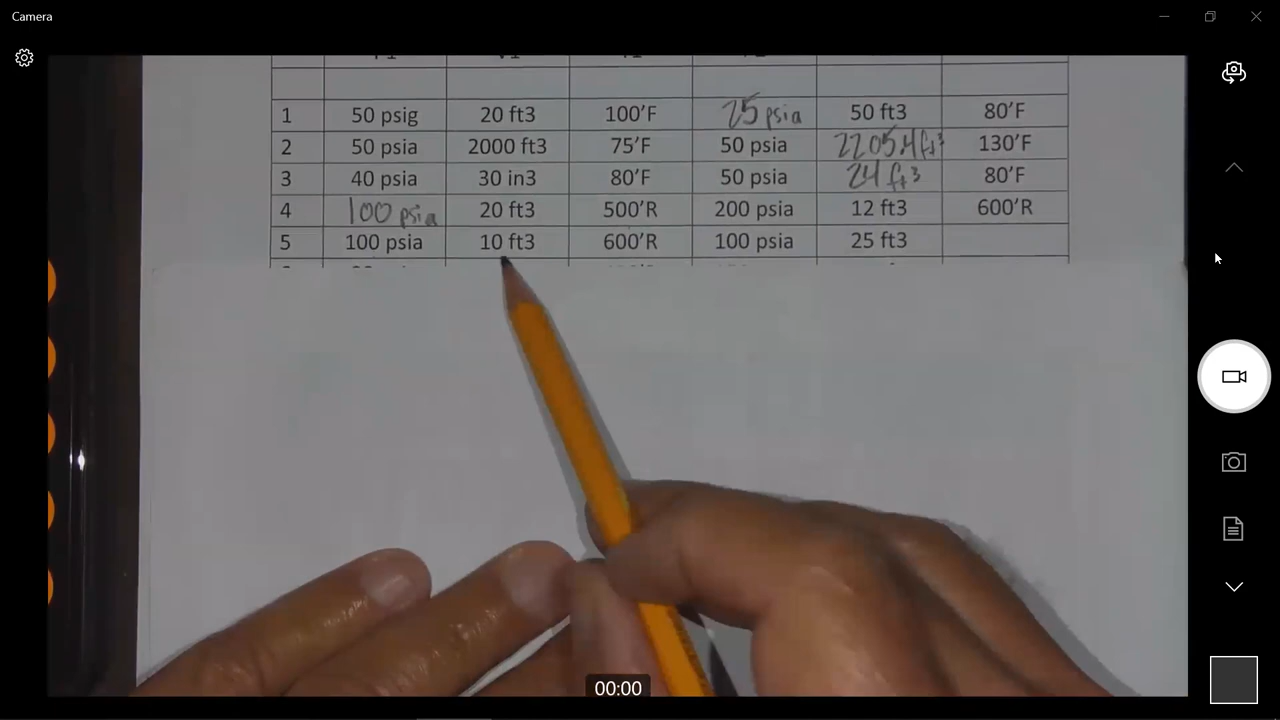 Camera
1 50 psig 20 ft3 100'F 25 psia 50 ft3 80'F
2 50 psia 2000 ft3 75'F 50 psia 2205.4 ft³ 130'F
3 40 psia 30 in3 80'F 50 psia 24 ft³ 80'F
4 100 psia 20 ft3 500'R 200 psia 12 ft3 600'R
5 100 psia 10 ft3 600'R 100 psia 25 ft3
00:00